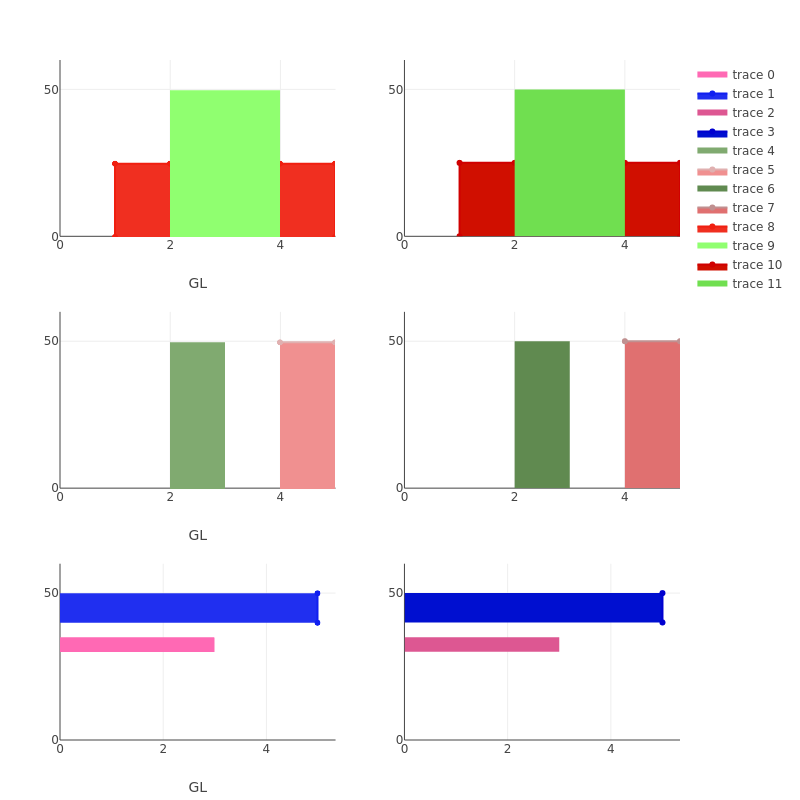 50
0
0 2 4
GL
50
0
0 2 4
trace 0
trace 1
trace 2
trace 3
trace 4
trace 5
trace 6
trace 7
trace 8
trace 9
trace 10
trace 11
50
0
0 2 4
GL
50
0
0 2 4
50
0
0 2 4
GL
50
0
0 2 4